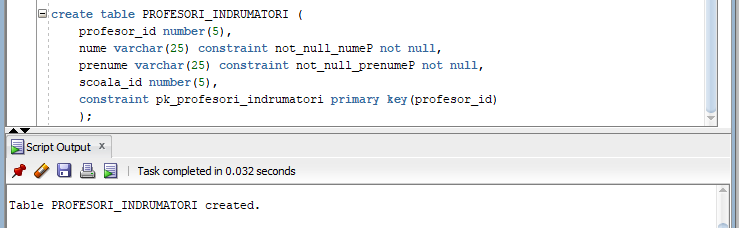 create table PROFESORI_INDRUMATORI (
profesor_id number(5),
nume varchar(25) constraint not_null_numeP not null,
prenume varchar(25) constraint not_null_prenumeP not null,
scoala_id number(5),
constraint pk_profesori_indrumatori primary key(profesor_id)
);
Script Output x
Task completed in 0.032 seconds
Table PROFESORI_INDRUMATORI created.